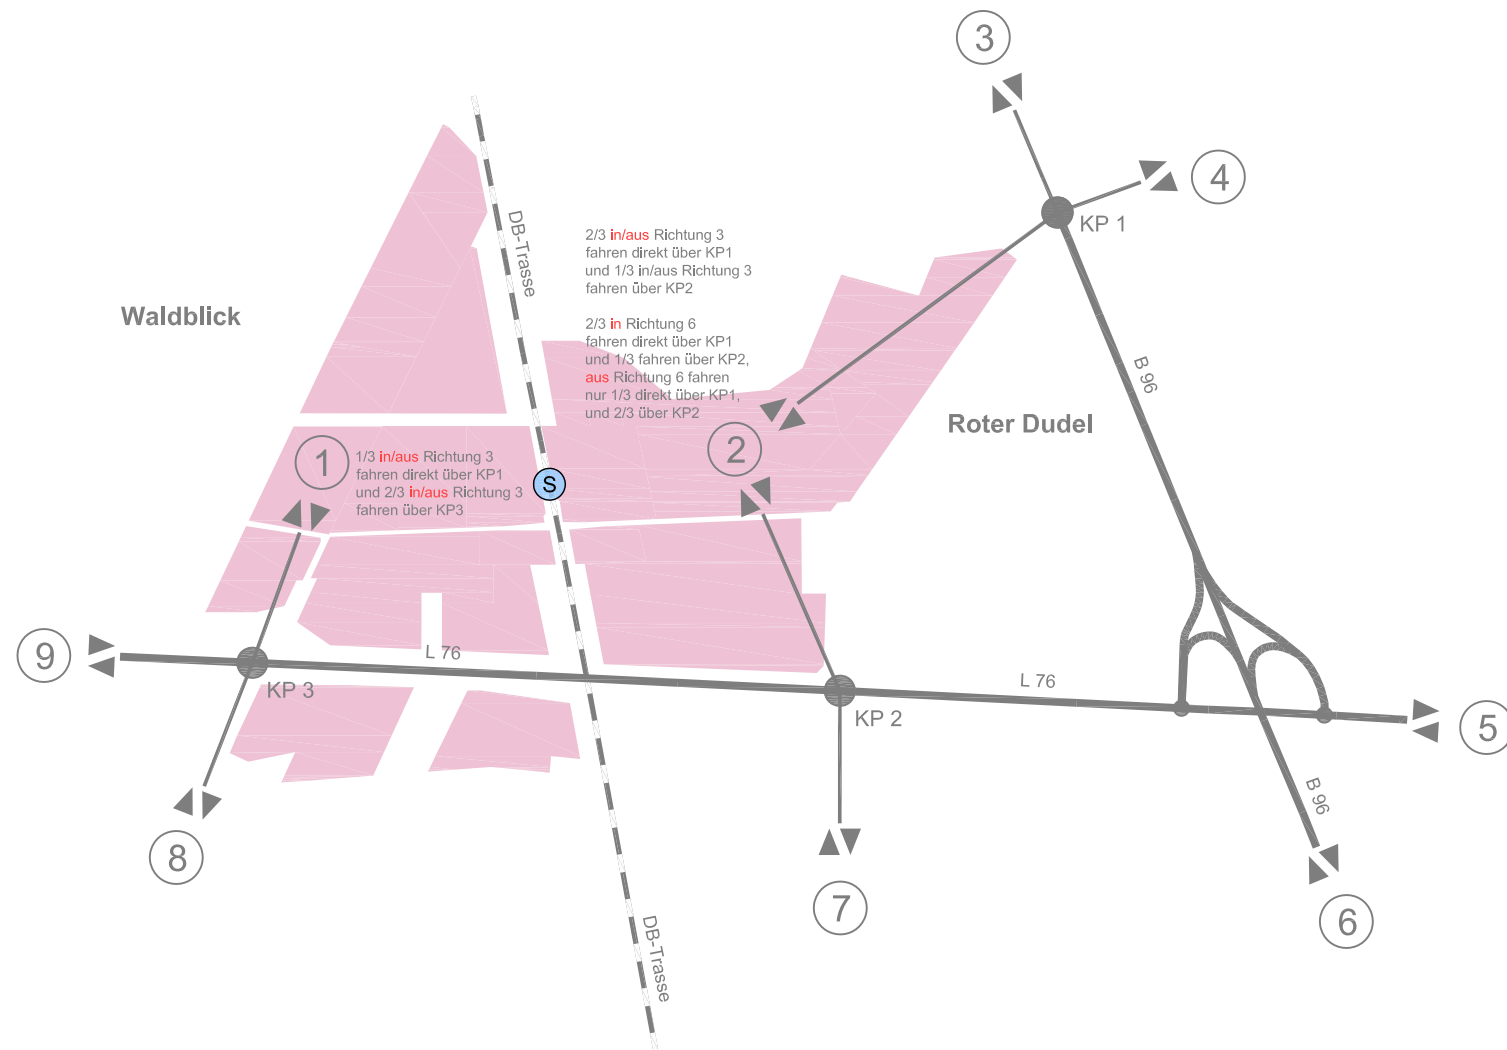 3
4
KP 1
DB-Trasse
2/3 in/aus Richtung 3
fahren direkt über KP1
und 1/3 in/aus Richtung 3
fahren über KP2
Waldblick
2/3 in Richtung 6
fahren direkt über KP1
und 1/3 fahren über KP2,
aus Richtung 6 fahren
nur 1/3 direkt über KP1,
und 2/3 über KP2
B 96
Roter Dudel
2
1
1/3 in/aus Richtung 3
fahren direkt über KP1
und 2/3 in/aus Richtung 3
fahren über KP3
S
9
L 76
KP 3
L 76
KP 2
5
B 96
8
7
6
DB-Trasse